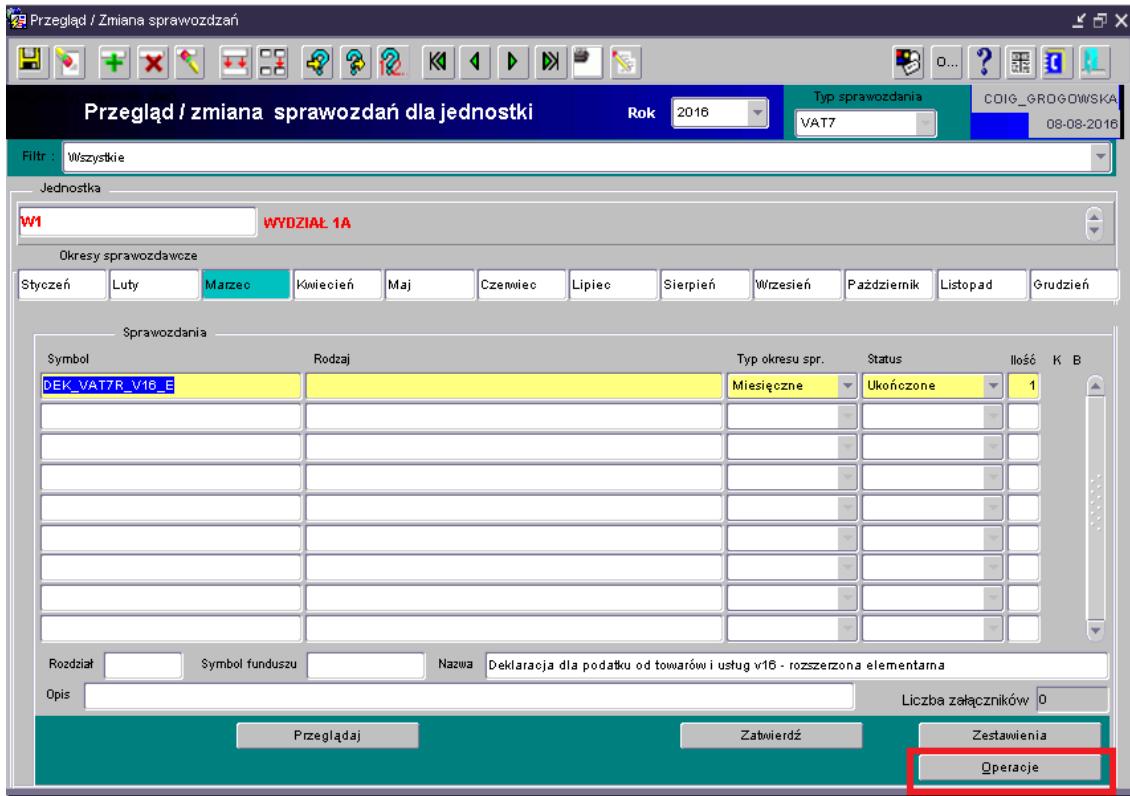 Przegląd / Zmiana sprawozdzań
o...
Przegląd / zmiana sprawozdań dla jednostki
Rok 2016
Typ sprawozdania
VAT7
COIG_GROGOWSKA
08-08-2016
Filtr : Wszystkie
Jednostka
W1 WYDZIAŁ 1A
Okresy sprawozdawcze
Styczeń Luty Marzec Kwiecień Maj Czerwiec Lipiec Sierpień Wrzesień Październik Listopad Grudzień
Sprawozdania
Symbol Rodzaj Typ okresu spr. Status Ilość K B
DEK_VAT7R_V16_E Miesięczne Ukończone 1
Rozdział Symbol funduszu Nazwa Deklaracja dla podatku od towarów i usług v16 - rozszerzona elementarna
Opis Liczba załączników 0
Przeglądaj Zatwierdź Zestawienia
Operacje